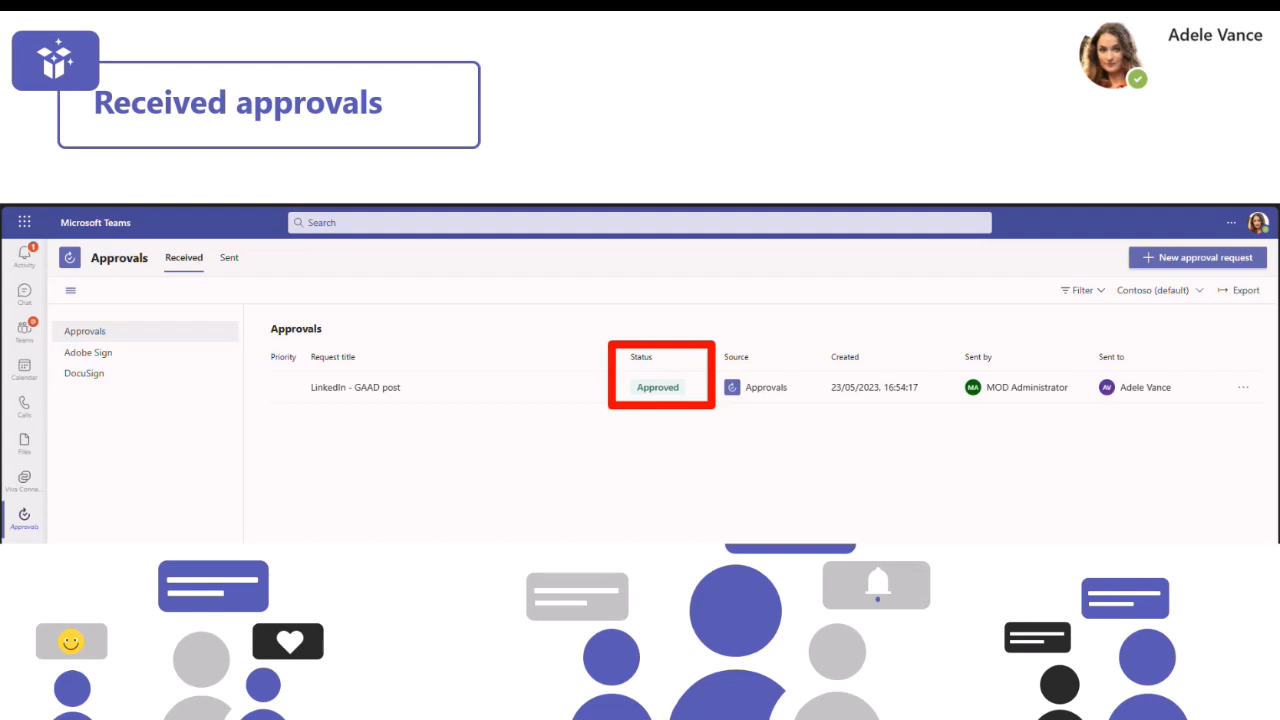 Adele Vance
Received approvals
Microsoft Teams
Search
Activity
Approvals
Received
Sent
New approval request
Chat
Filter
Contoso (default)
Export
Teams
Approvals
Approvals
Adobe Sign
Priority
Request title
Status
Source
Created
Sent by
Sent to
Calendar
DocuSign
LinkedIn - GAAD post
Approved
Approvals
23/05/2023, 16:54:17
MA
MOD Administrator
AV
Adele Vance
Calls
Files
Viva Conne...
Approvals